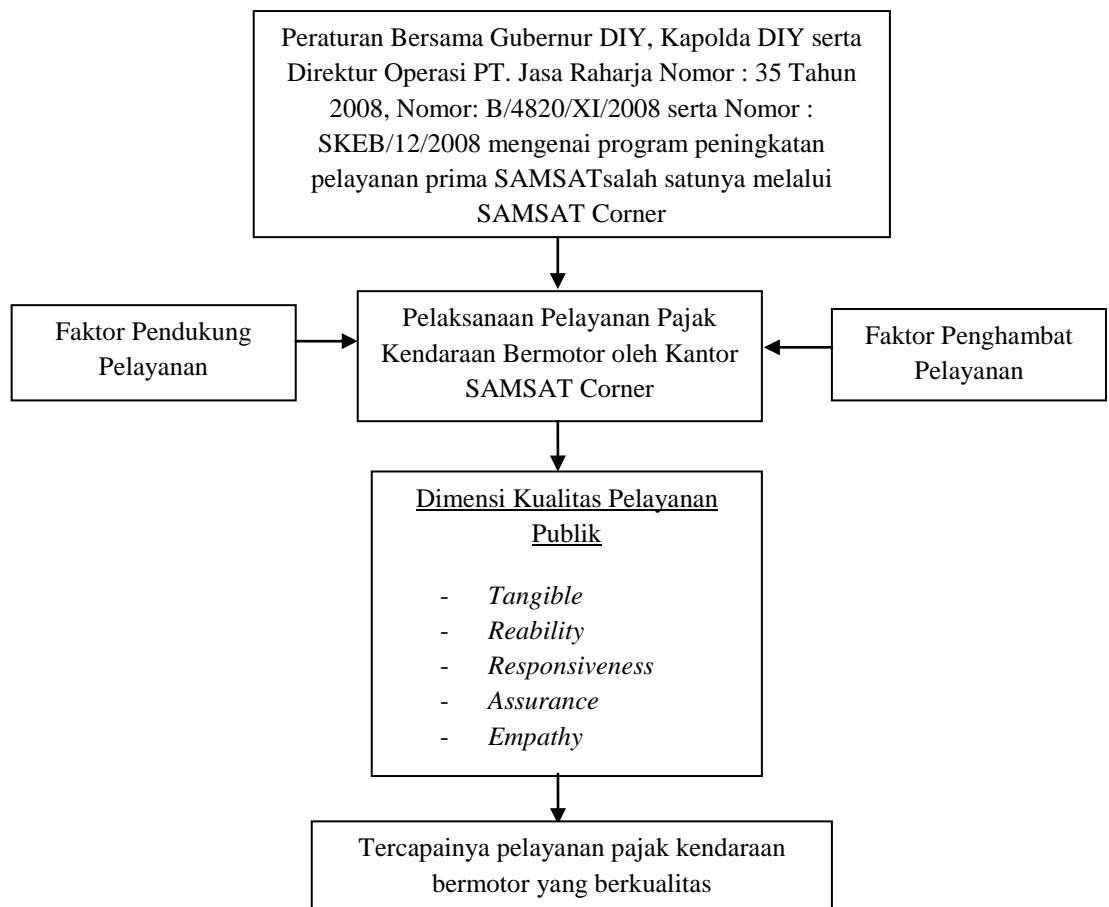 Peraturan Bersama Gubernur DIY, Kapolda DIY serta
Direktur Operasi PT. Jasa Raharja Nomor : 35 Tahun
2008, Nomor: B/4820/XI/2008 serta Nomor :
SKEB/12/2008 mengenai program peningkatan
pelayanan prima SAMSATsalah satunya melalui
SAMSAT Corner
Faktor Pendukung
Pelayanan
Pelaksanaan Pelayanan Pajak
Kendaraan Bermotor oleh Kantor
SAMSAT Corner
Faktor Penghambat
Pelayanan
Dimensi Kualitas Pelayanan
Publik
- Tangible
- Reability
- Responsiveness
- Assurance
- Empathy
Tercapainya pelayanan pajak kendaraan
bermotor yang berkualitas